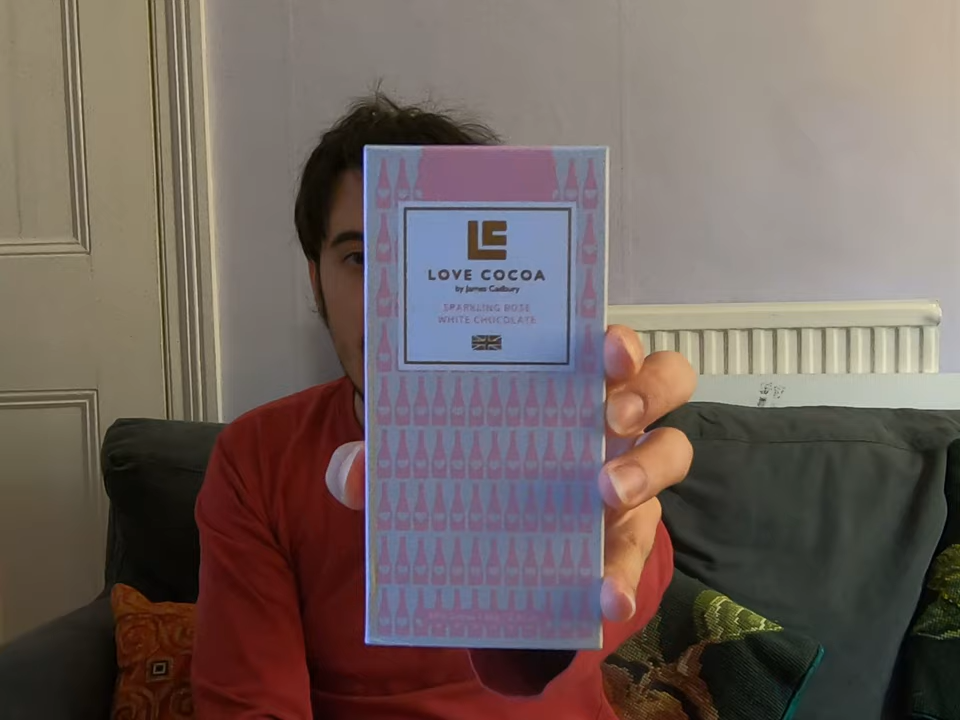 LC
LOVE COCOA
by James Cadbury
SPARKLING ROSÉ
WHITE CHOCOLATE